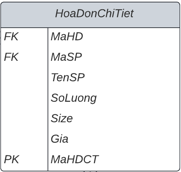 HoaDonChiTiet
FK MaHD
FK MaSP
TenSP
SoLuong
Size
Gia
PK MaHDCT